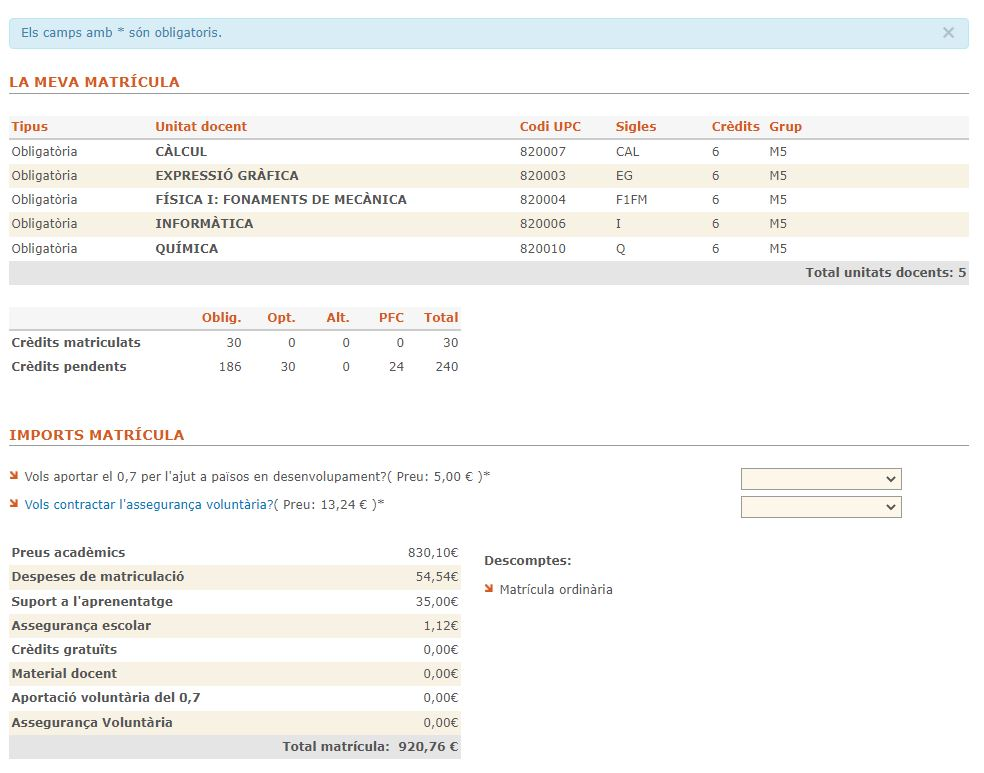 Els camps amb * són obligatoris.
LA MEVA MATRÍCULA
Tipus Unitat docent Codi UPC Sigles Crèdits Grup
Obligatòria CÀLCUL 820007 CAL 6 M5
Obligatòria EXPRESSIÓ GRÀFICA 820003 EG 6 M5
Obligatòria FÍSICA I: FONAMENTS DE MECÀNICA 820004 F1FM 6 M5
Obligatòria INFORMÀTICA 820006 I 6 M5
Obligatòria QUÍMICA 820010 Q 6 M5
Total unitats docents: 5
Oblig. Opt. Alt. PFC Total
Crèdits matriculats 30 0 0 0 30
Crèdits pendents 186 30 0 24 240
IMPORTS MATRÍCULA
Vols aportar el 0,7 per l'ajut a països en desenvolupament?( Preu: 5,00 € )*
Vols contractar l'assegurança voluntària?( Preu: 13,24 € )*
Preus acadèmics 830,10€
Despeses de matriculació 54,54€
Suport a l'aprenentatge 35,00€
Assegurança escolar 1,12€
Crèdits gratuïts 0,00€
Material docent 0,00€
Aportació voluntària del 0,7 0,00€
Assegurança Voluntària 0,00€
Total matrícula: 920,76 €
Descomptes:
Matrícula ordinària